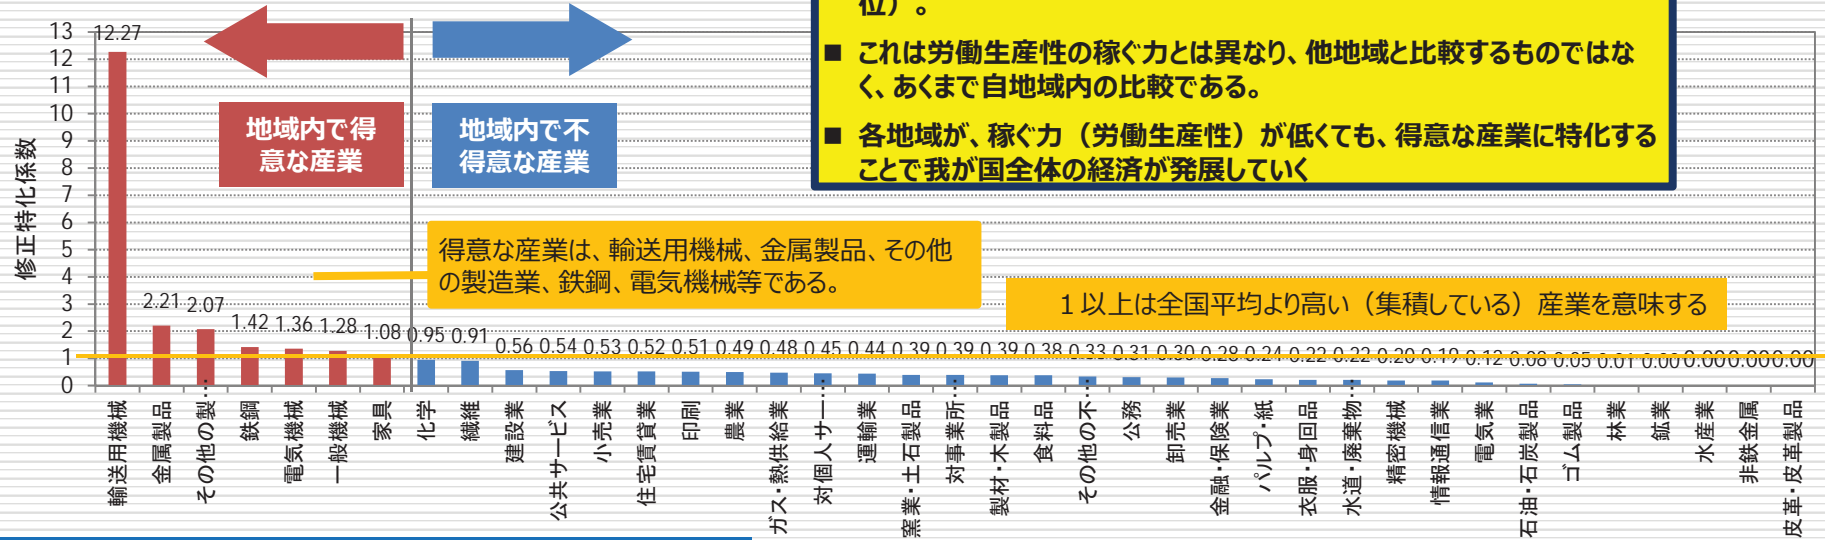 位）。
■ これは労働生産性の稼ぐ力とは異なり、他地域と比較するものではな
く、あくまで自地域内の比較である。
■ 各地域が、稼ぐ力（労働生産性）が低くても、得意な産業に特化する
ことで我が国全体の経済が発展していく
地域内で得
意な産業
地域内で不
得意な産業
得意な産業は、輸送用機械、金属製品、その他
の製造業、鉄鋼、電気機械等である。
１以上は全国平均より高い（集積している）産業を意味する
修正特化係数
13
12
11
10
9
8
7
6
5
4
3
2
1
0
12.27
2.21
2.07
1.42
1.36
1.28
1.08
0.95
0.91
0.56
0.54
0.53
0.52
0.51
0.49
0.48
0.45
0.44
0.39
0.39
0.39
0.38
0.33
0.31
0.30
0.28
0.24
0.22
0.22
0.20
0.19
0.12
0.08
0.05
0.01
0.00
0.00
0.00
0.00
輸送用機械
金属製品
その他の製…
鉄鋼
電気機械
一般機械
家具
化学
繊維
建設業
公共サービス
小売業
住宅賃貸業
印刷
農業
ガス・熱供給業
対個人サー…
運輸業
窯業・土石製品
対事業所…
製材・木製品
食料品
その他の不…
公務
卸売業
金融・保険業
パルプ・紙
衣服・身回品
水道・廃棄物…
精密機械
情報通信業
電気業
石油・石炭製品
ゴム製品
林業
鉱業
水産業
非鉄金属
皮革・皮革製品